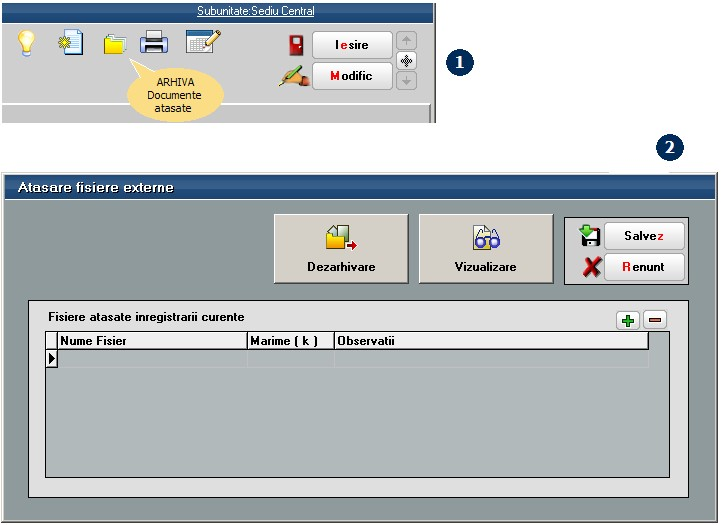 Subunitate:Sediu Central
Iesire
1
Modific
ARHIVA
Documente
atasate
2
Atasare fisiere externe
Dezarhivare
Vizualizare
Salvez
Renunt
Fisiere atasate inregistrarii curente
Nume Fisier Marime ( k ) Observatii